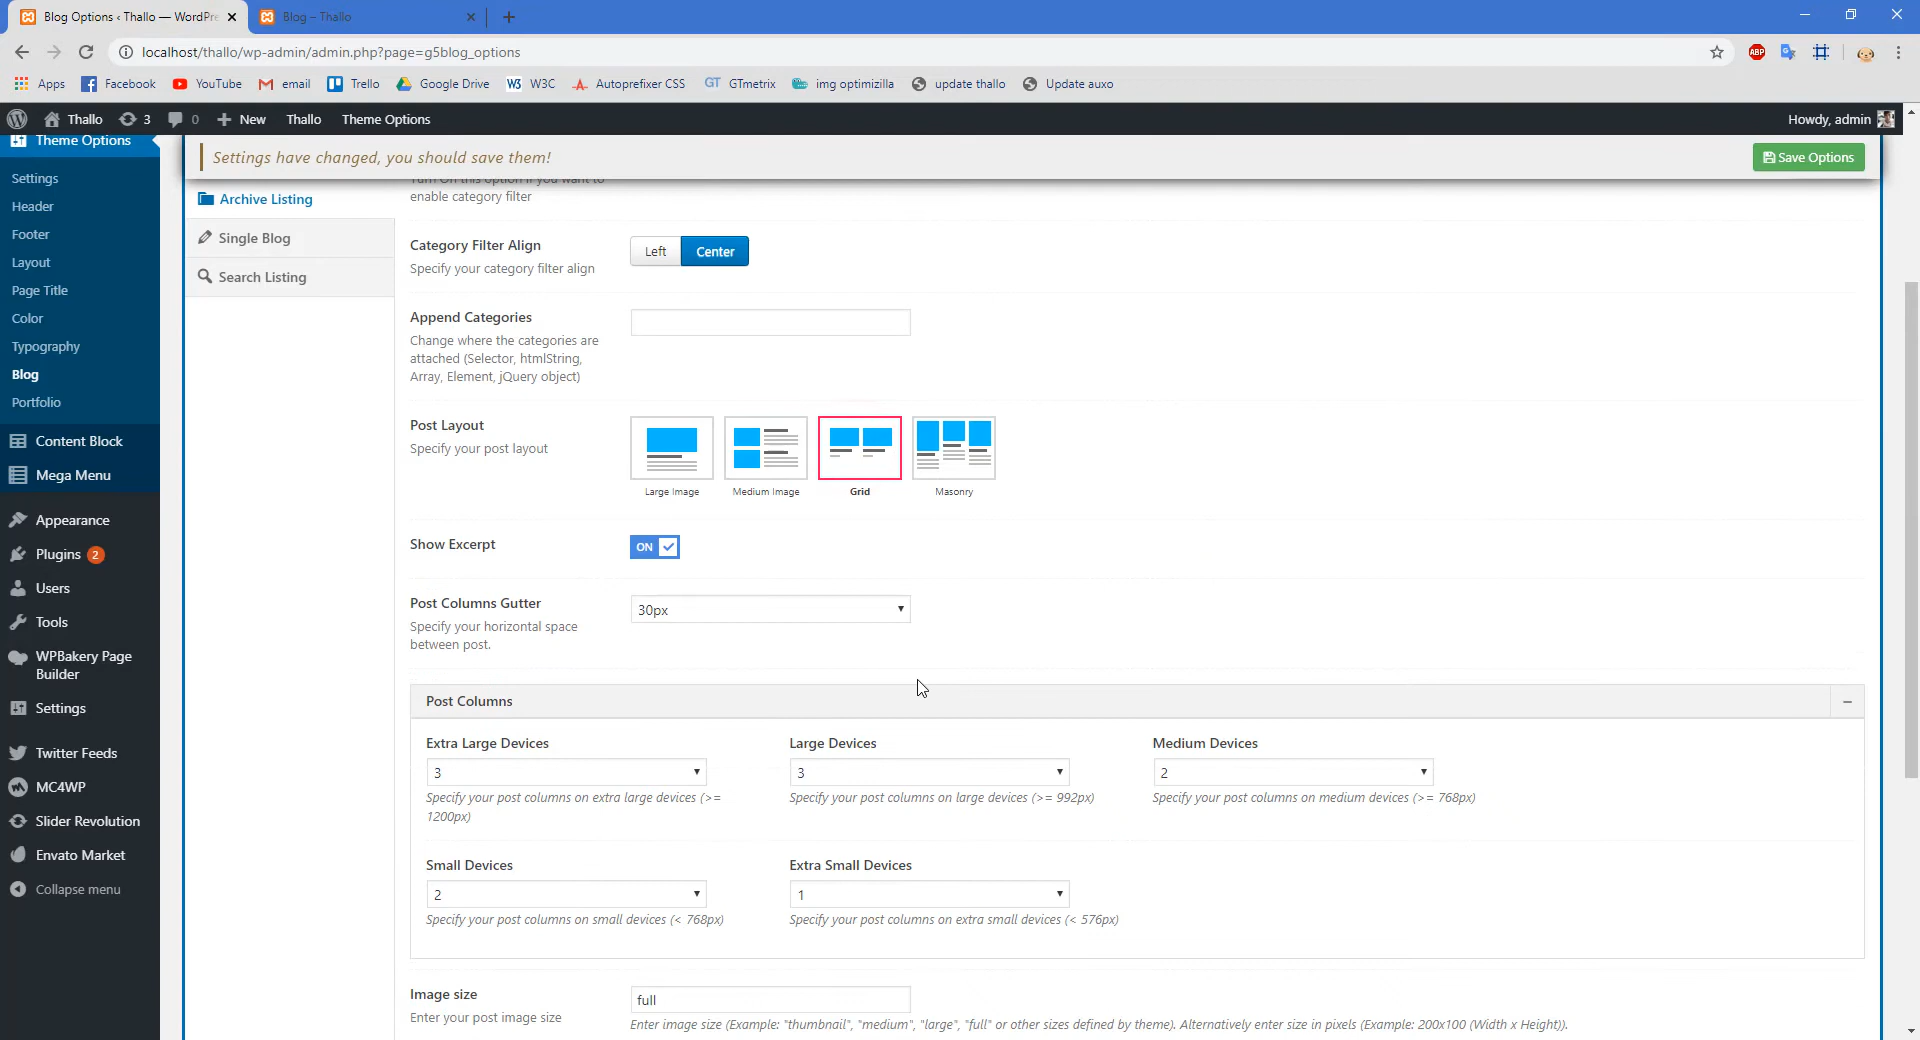 Blog Options ‹ Thallo — WordPre
Blog – Thallo
localhost/thallo/wp-admin/admin.php?page=g5blog_options
ABP
Apps
Facebook
YouTube
email
Trello
Google Drive
W3 W3C
Autoprefixer CSS
GT GTmetrix
img optimizilla
update thallo
Update auxo
Thallo
3
0
New
Thallo
Theme Options
Howdy, admin
Theme Options
Settings
Header
Footer
Layout
Page Title
Color
Typography
Blog
Portfolio
Content Block
Mega Menu
Appearance
Plugins 2
Users
Tools
WPBakery Page
Builder
Settings
Twitter Feeds
MC4WP
Slider Revolution
Envato Market
Collapse menu
Settings have changed, you should save them!
Save Options
Archive Listing
Single Blog
Search Listing
Turn On this option if you want to
enable category filter
Category Filter Align
Specify your category filter align
Left
Center
Append Categories
Change where the categories are
attached (Selector, htmlString,
Array, Element, jQuery object)
Post Layout
Specify your post layout
Large Image
Medium Image
Grid
Masonry
Show Excerpt
ON
Post Columns Gutter
Specify your horizontal space
between post.
30px
Post Columns
Extra Large Devices
3
Specify your post columns on extra large devices (>=
1200px)
Large Devices
3
Specify your post columns on large devices (>= 992px)
Medium Devices
2
Specify your post columns on medium devices (>= 768px)
Small Devices
2
Specify your post columns on small devices (< 768px)
Extra Small Devices
1
Specify your post columns on extra small devices (< 576px)
Image size
Enter your post image size
full
Enter image size (Example: "thumbnail", "medium", "large", "full" or other sizes defined by theme). Alternatively enter size in pixels (Example: 200x100 (Width x Height)).